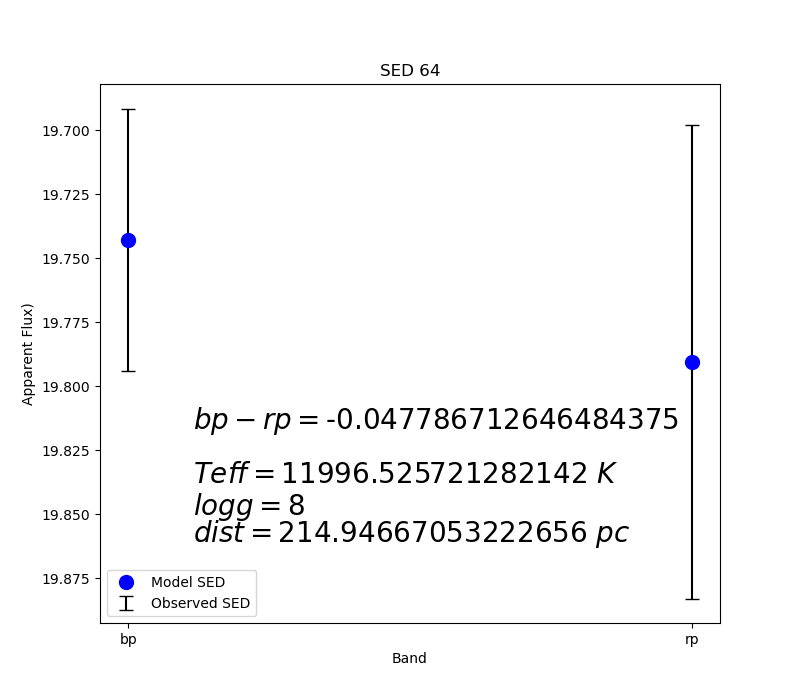 SED 64
Apparent Flux)
19.700
19.725
19.750
19.775
19.800
19.825
19.850
19.875
bp − rp = -0.047786712646484375
Teff = 11996.525721282142 K
logg = 8
dist = 214.94667053222656 pc
Model SED
Observed SED
bp
rp
Band